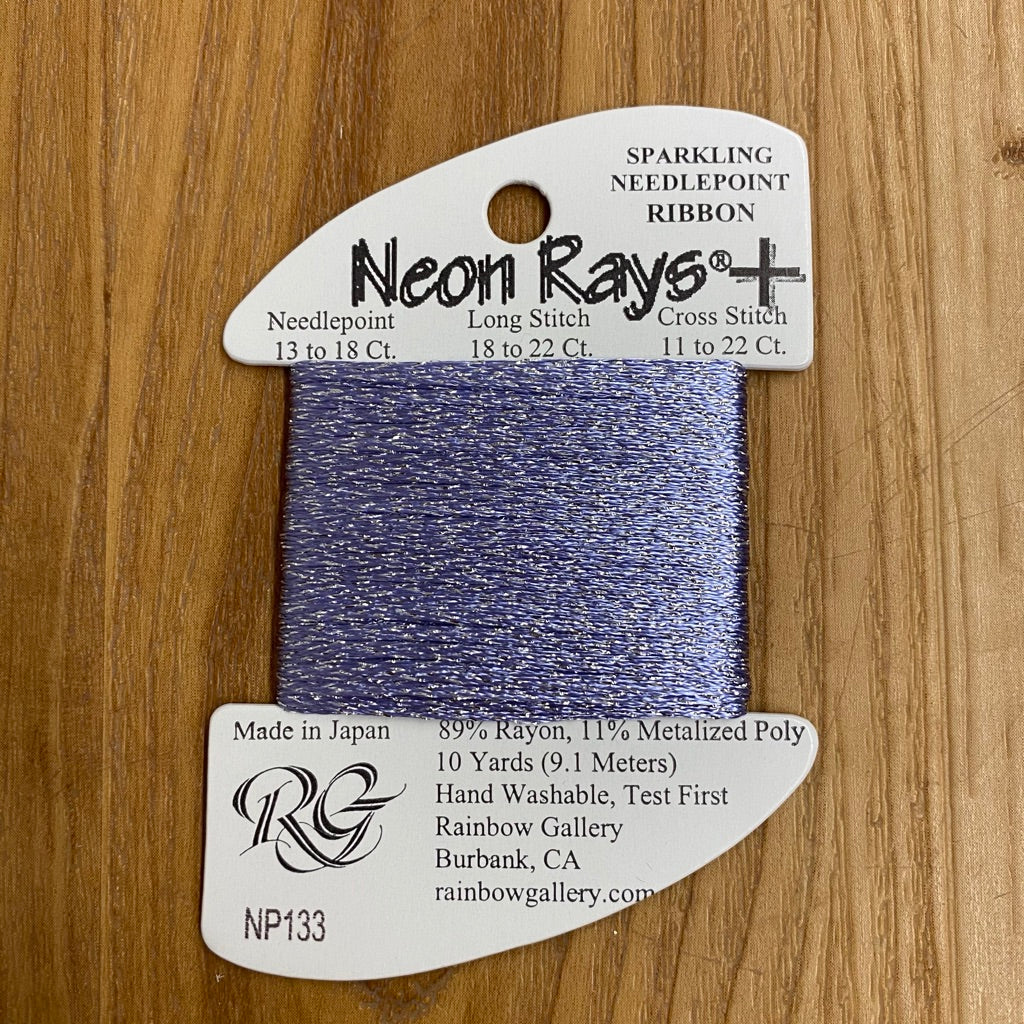 SPARKLING
NEEDLEPOINT
RIBBON
Neon Rays®+
Needlepoint Long Stitch Cross Stitch
13 to 18 Ct. 18 to 22 Ct. 11 to 22 Ct.
Made in Japan 89% Rayon, 11% Metalized Poly
10 Yards (9.1 Meters)
Hand Washable, Test First
RG
Rainbow Gallery
Burbank, CA
rainbowgallery.com
NP133